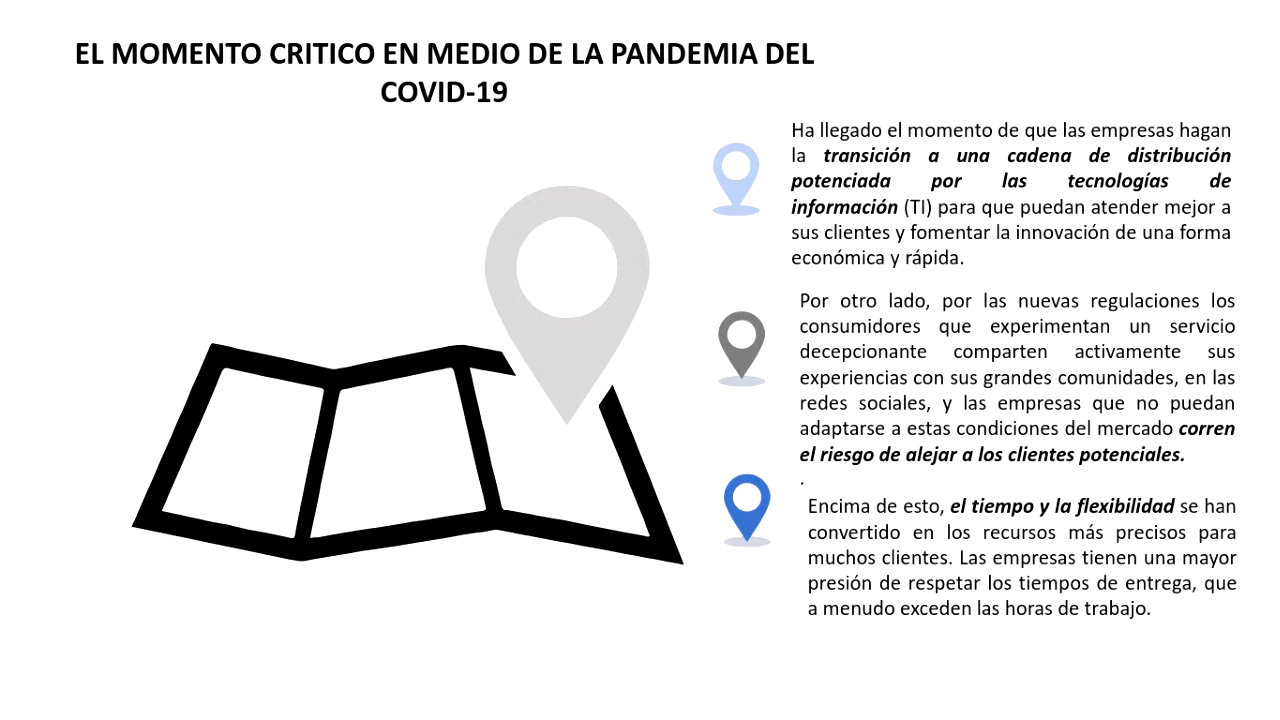 EL MOMENTO CRITICO EN MEDIO DE LA PANDEMIA DEL
COVID-19
Ha llegado el momento de que las empresas hagan
la transición a una cadena de distribución
potenciada por las tecnologías de
información (TI) para que puedan atender mejor a
sus clientes y fomentar la innovación de una forma
económica y rápida.
Por otro lado, por las nuevas regulaciones los
consumidores que experimentan un servicio
decepcionante comparten activamente sus
experiencias con sus grandes comunidades, en las
redes sociales, y las empresas que no puedan
adaptarse a estas condiciones del mercado corren
el riesgo de alejar a los clientes potenciales.
.
Encima de esto, el tiempo y la flexibilidad se han
convertido en los recursos más precisos para
muchos clientes. Las empresas tienen una mayor
presión de respetar los tiempos de entrega, que
a menudo exceden las horas de trabajo.